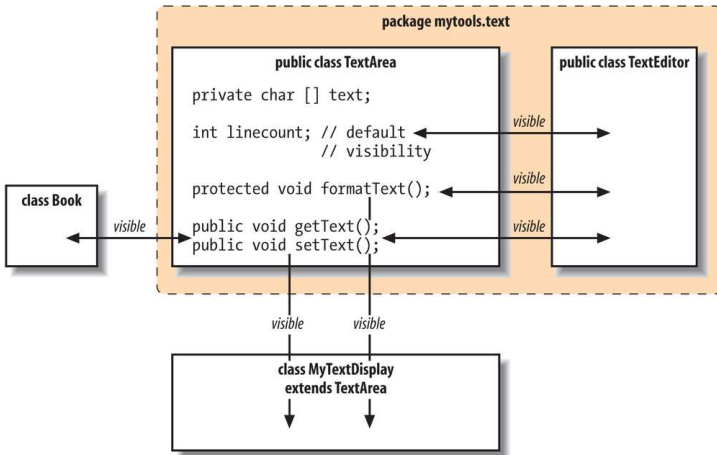 package mytools.text
public class TextArea
public class TextEditor
private char [] text;
int linecount; // default
// visibility
visible
protected void formatText();
visible
class Book
visible
public void getText();
public void setText();
visible
visible
visible
class MyTextDisplay
extends TextArea